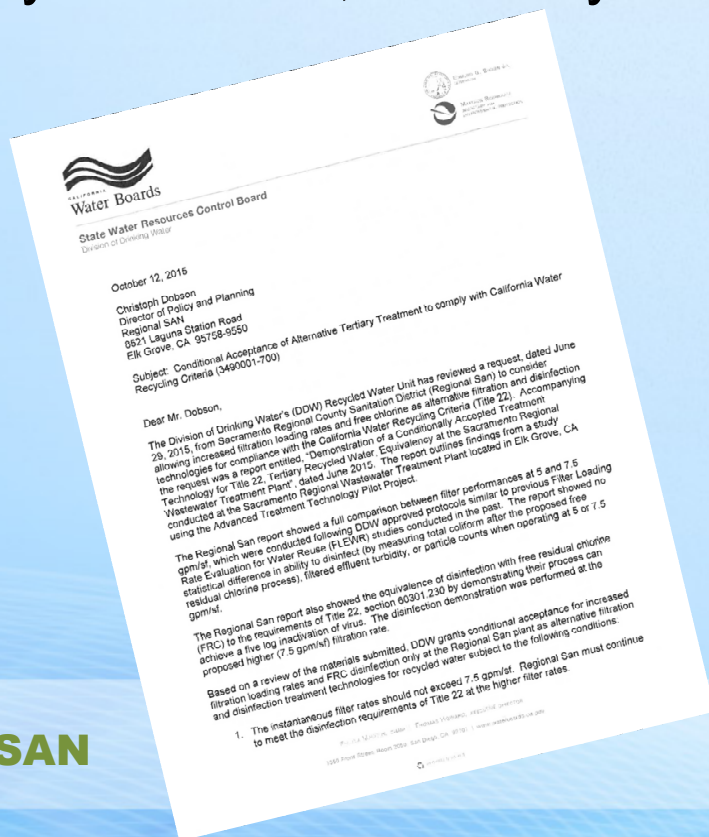 CALIFORNIA
Water Boards
EDMUND G. BROWN JR.
State Water Resources Control Board
Division of Drinking Water
October 12, 2015
Christoph Dobson
Director of Policy and Planning
Regional SAN
8521 Laguna Station Road
Elk Grove, CA 95758-9550
Subject: Conditional Acceptance of Alternative Tertiary Treatment to comply with California Water
Recycling Criteria (3490001-700)
Dear Mr. Dobson,
The Division of Drinking Water's (DDW) Recycled Water Unit has reviewed a request, dated June
29, 2015, from Sacramento Regional County Sanitation District (Regional San) to consider
allowing increased filtration loading rates and free chlorine as alternative filtration and disinfection
technologies for compliance with the California Water Recycling Criteria (Title 22). Accompanying
the request was a report entitled, "Demonstration of a Conditionally Accepted Treatment
Technology for Title 22, Tertiary Recycled Water, Equivalency at the Sacramento Regional
Wastewater Treatment Plant", dated June 2015. The report outlines findings from a study
conducted at the Sacramento Regional Wastewater Treatment Plant located in Elk Grove, CA
using the Advanced Treatment Technology Pilot Project.
The Regional San report showed a full comparison between filter performances at 5 and 7.5
gpm/sf, which were conducted following DDW approved protocols similar to previous Filter Loading
Rate Evaluation for Water Reuse (FLEWR) studies conducted in the past. The report showed no
statistical difference in ability to disinfect (by measuring total coliform after the proposed free
residual chlorine process), filtered effluent turbidity, or particle counts when operating at 5 or 7.5
gpm/sf.
The Regional San report also showed the equivalence of disinfection with free residual chlorine
(FRC) to the requirements of Title 22, section 60301.230 by demonstrating their process can
achieve a five log inactivation of virus. The disinfection demonstration was performed at the
proposed higher (7.5 gpm/sf) filtration rate.
Based on a review of the materials submitted, DDW grants conditional acceptance for increased
filtration loading rates and FRC disinfection only at the Regional San plant as alternative filtration
and disinfection treatment technologies for recycled water subject to the following conditions:
1. The instantaneous filter rates should not exceed 7.5 gpm/sf. Regional San must continue
to meet the disinfection requirements of Title 22 at the higher filter rates.
SAN